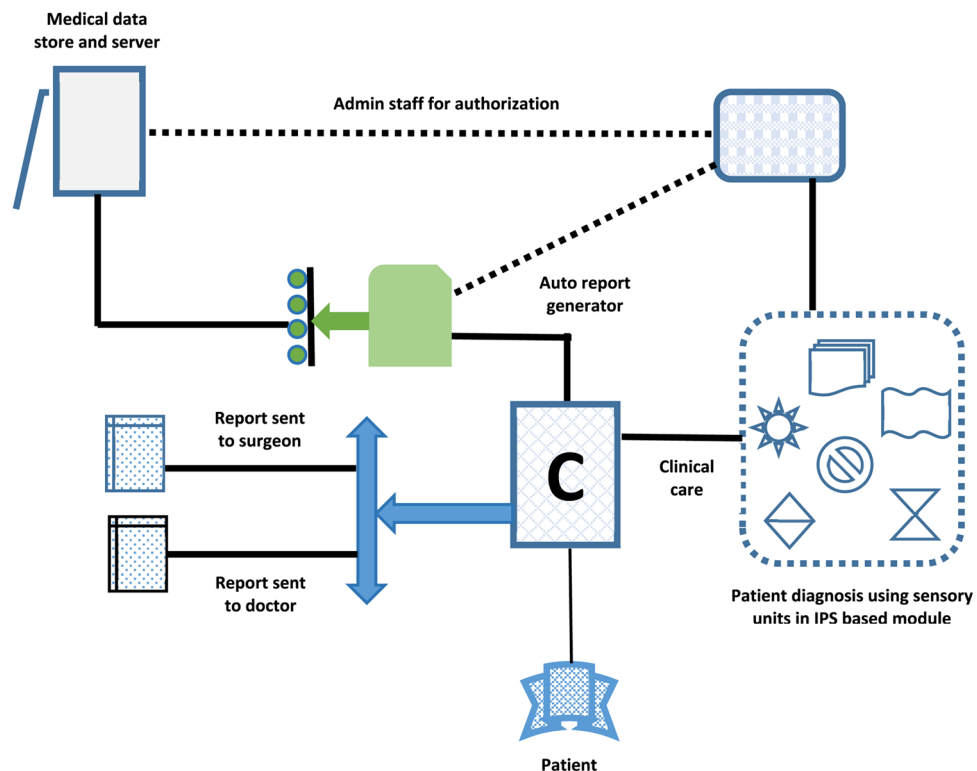 Medical data
store and server
Admin staff for authorization
Auto report
generator
Report sent
to surgeon
C
Clinical
care
Report sent
to doctor
Patient diagnosis using sensory
units in IPS based module
Patient